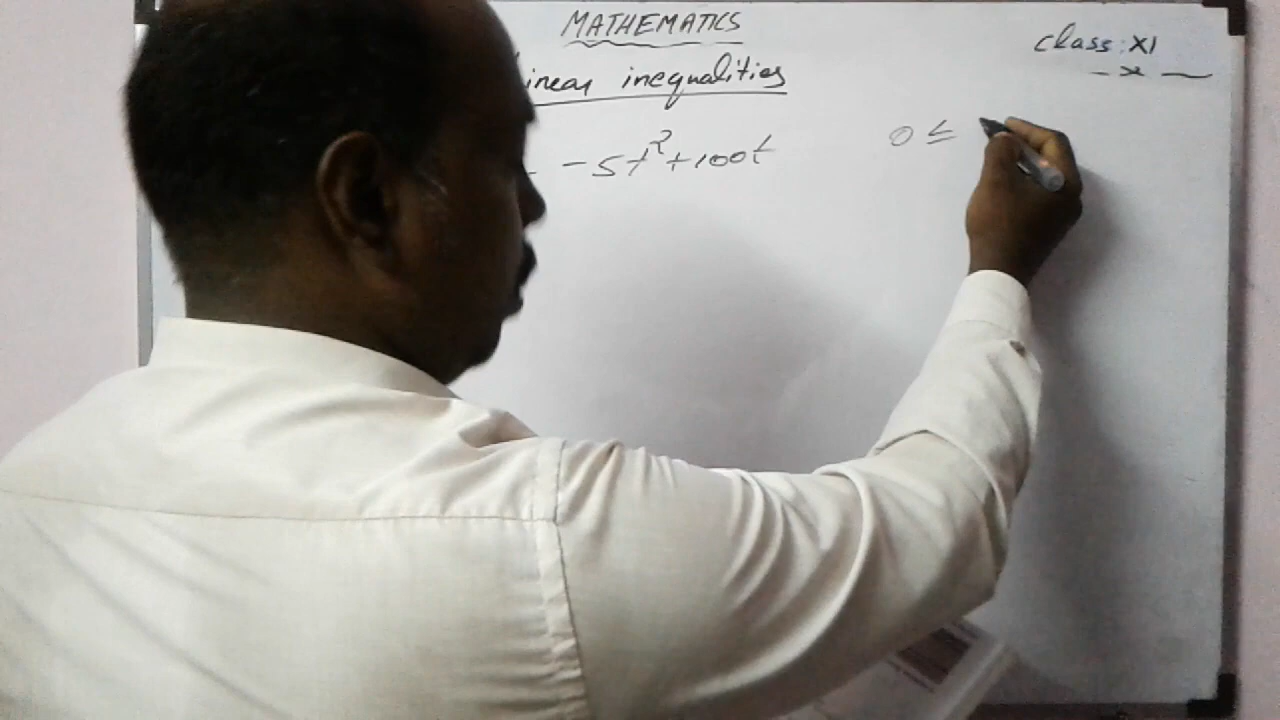 MATHEMATICS
class: XI
inear inequalities
- x -
-5t²+100t
0 ≤